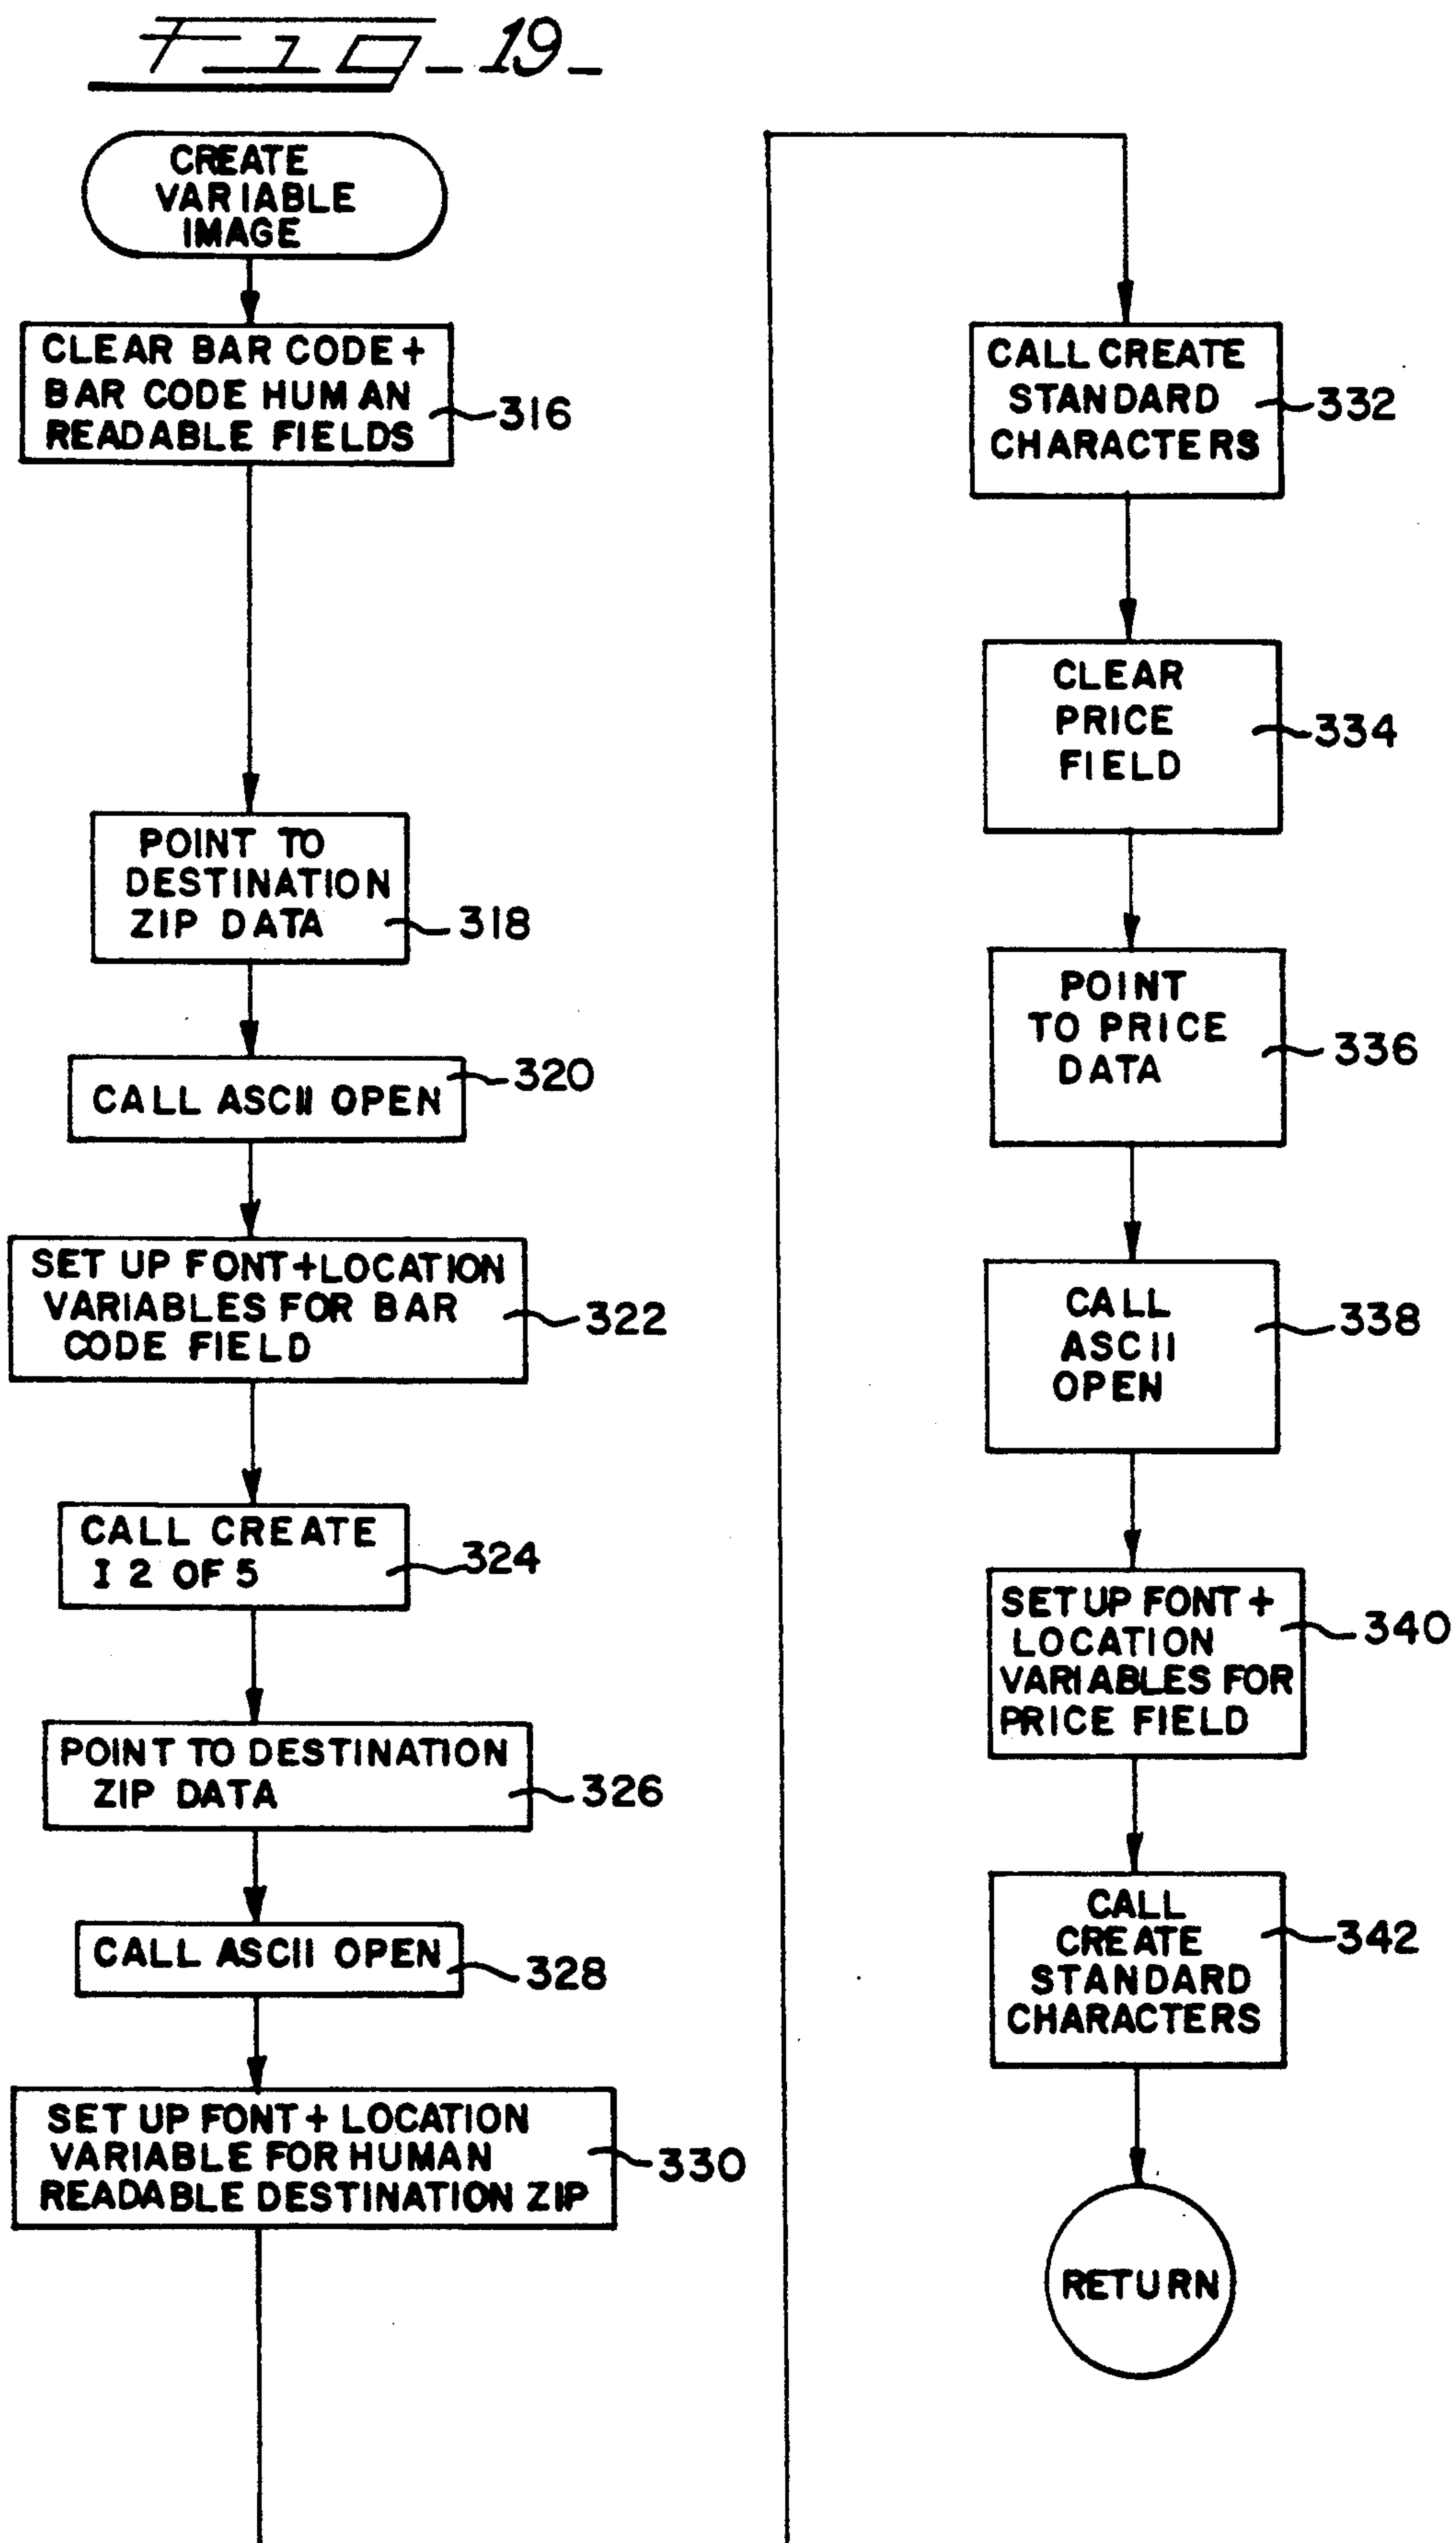 Fig-19-
CREATE
VARIABLE
IMAGE
CLEAR BAR CODE +
BAR CODE HUMAN
READABLE FIELDS
316
POINT TO
DESTINATION
ZIP DATA
318
CALL ASCII OPEN
320
SET UP FONT+LOCATION
VARIABLES FOR BAR
CODE FIELD
322
CALL CREATE
I 2 OF 5
324
POINT TO DESTINATION
ZIP DATA
326
CALL ASCII OPEN
328
SET UP FONT + LOCATION
VARIABLE FOR HUMAN
READABLE DESTINATION ZIP
330
CALL CREATE
STANDARD
CHARACTERS
332
CLEAR
PRICE
FIELD
334
POINT
TO PRICE
DATA
336
CALL
ASCII
OPEN
338
SET UP FONT +
LOCATION
VARIABLES FOR
PRICE FIELD
340
CALL
CREATE
STANDARD
CHARACTERS
342
RETURN